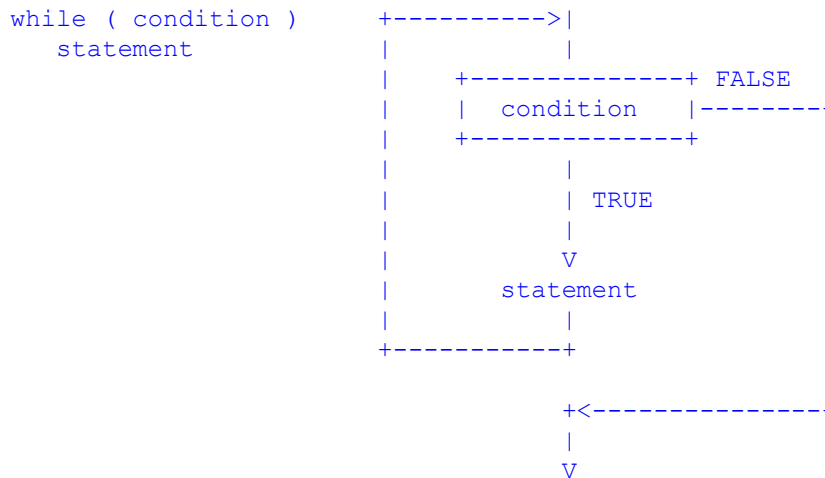 while ( condition )     +---------->|
   statement            |           |
                        |    +--------------+ FALSE
                        |    |  condition   |--------+
                        |    +--------------+
                        |           |
                        |           | TRUE
                        |           |
                        |           V
                        |       statement
                        |           |
                        +-----------+
                                    +<---------------
                                    |
                                    V